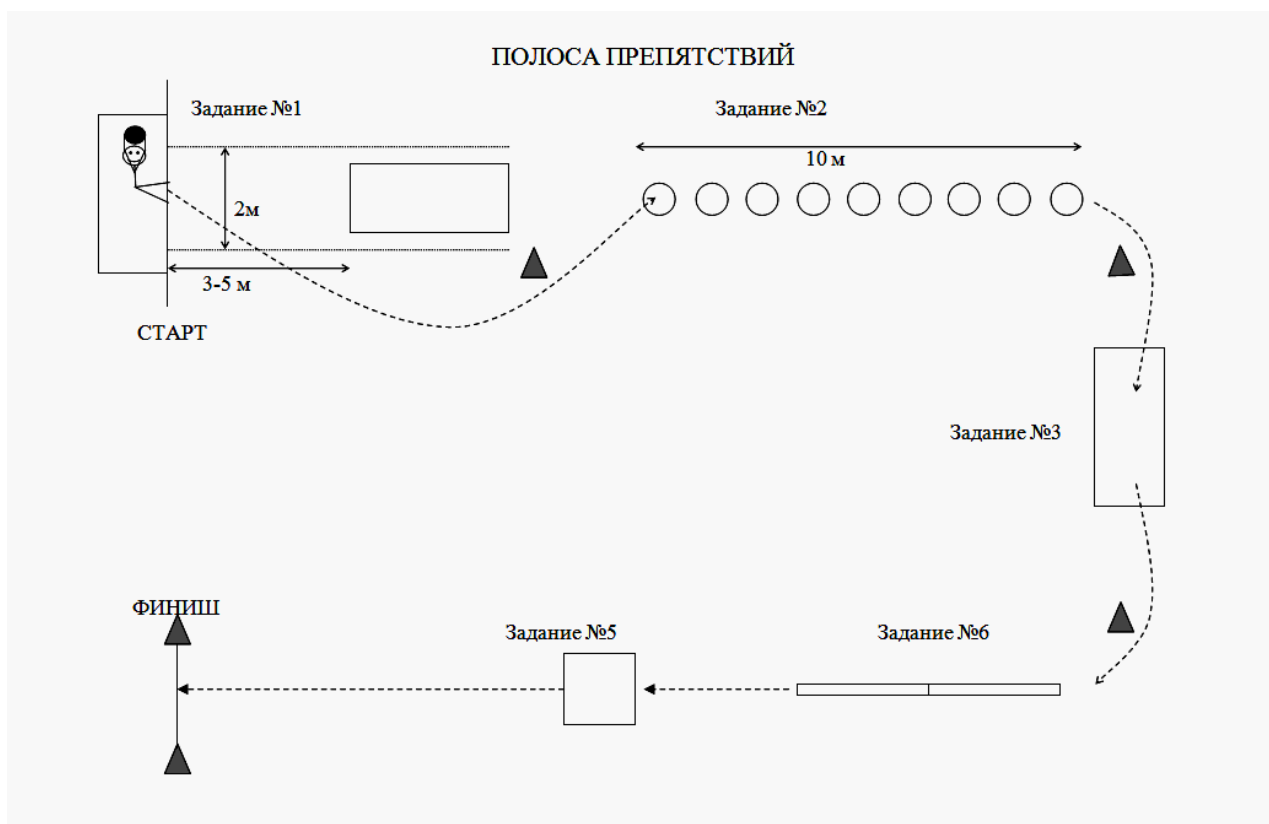 ПОЛОСА ПРЕПЯТСТВИЙ
Задание №1
Задание №2
10 м
2м
3-5 м
СТАРТ
Задание №3
ФИНИШ
Задание №5
Задание №6